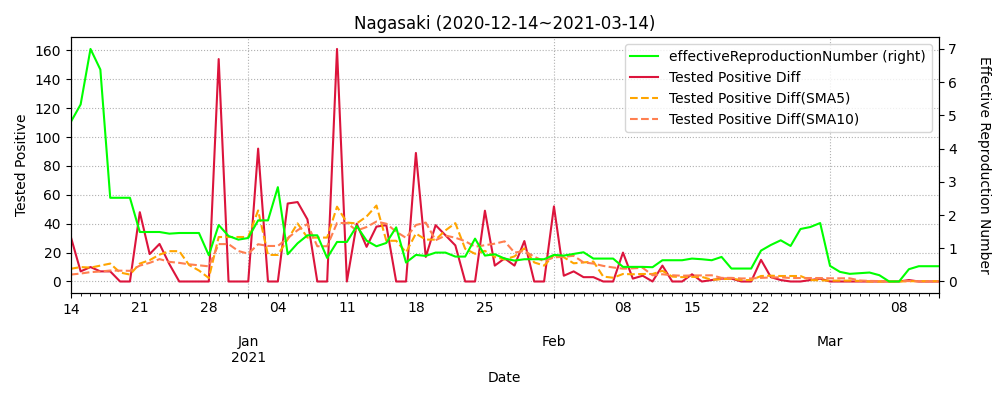 Nagasaki (2020-12-14~2021-03-14)
effectiveReproductionNumber (right)
Tested Positive Diff
Tested Positive Diff(SMA5)
Tested Positive Diff(SMA10)
Tested Positive
160
140
120
100
80
60
40
20
0
7
6
5
4
3
2
1
0
Effective Reproduction Number
14 21 28 04 11 18 25 08 15 22 08
Jan Feb Mar
2021
Date